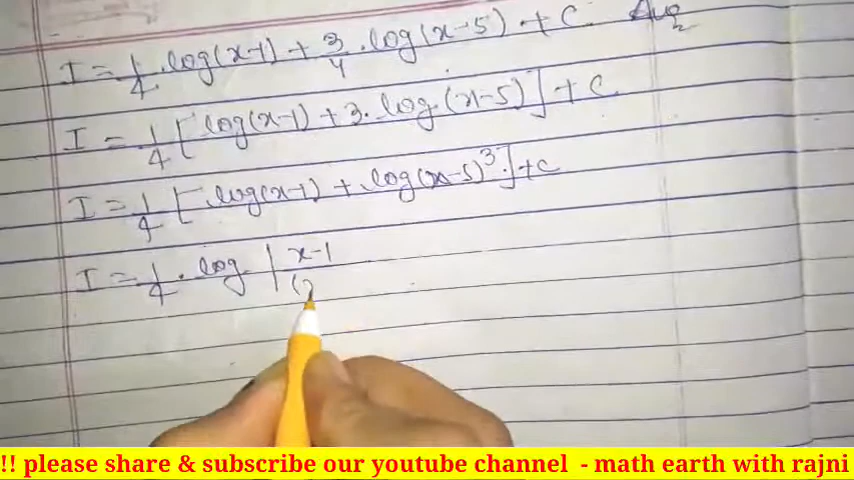 I = 1/4 . log(x-1) + 3/4 . log(x-5) + C. Ans
I = 1/4 [ log(x-1) + 3. log(x-5) ] + C
I = 1/4 [ log(x-1) + log(x-5)^3 ] + C
I = 1/4 . log | x-1 / (
!! please share & subscribe our youtube channel - math earth with rajni